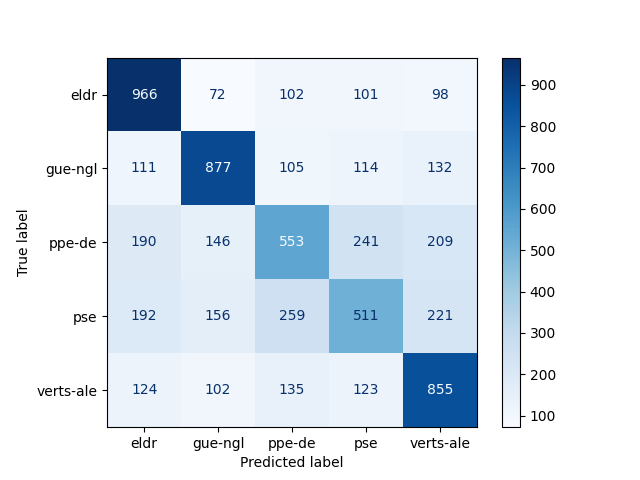 eldr 966 72 102 101 98
gue-ngl 111 877 105 114 132
ppe-de 190 146 553 241 209
pse 192 156 259 511 221
verts-ale 124 102 135 123 855
eldr gue-ngl ppe-de pse verts-ale
Predicted label
True label
900
800
700
600
500
400
300
200
100